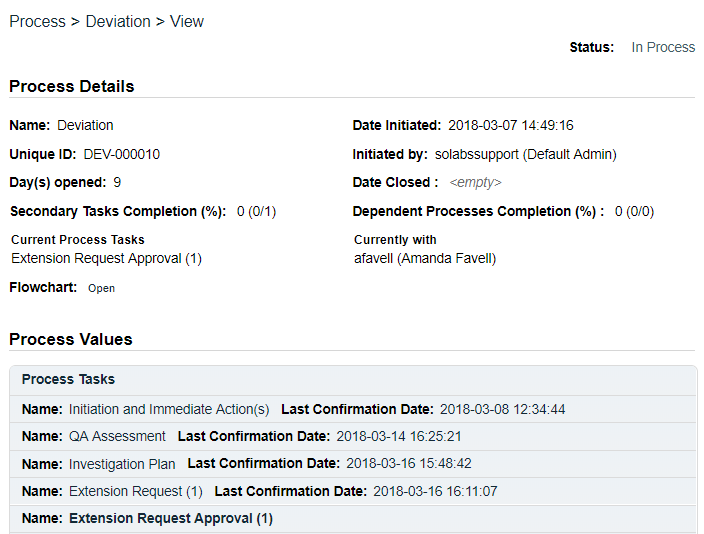 Process > Deviation > View
Status: In Process
Process Details
Name: Deviation Date Initiated: 2018-03-07 14:49:16
Unique ID: DEV-000010 Initiated by: solabssupport (Default Admin)
Day(s) opened: 9 Date Closed : <empty>
Secondary Tasks Completion (%): 0 (0/1) Dependent Processes Completion (%) : 0 (0/0)
Current Process Tasks Currently with
Extension Request Approval (1) afavell (Amanda Favell)
Flowchart: Open
Process Values
Process Tasks
Name: Initiation and Immediate Action(s) Last Confirmation Date: 2018-03-08 12:34:44
Name: QA Assessment Last Confirmation Date: 2018-03-14 16:25:21
Name: Investigation Plan Last Confirmation Date: 2018-03-16 15:48:42
Name: Extension Request (1) Last Confirmation Date: 2018-03-16 16:11:07
Name: Extension Request Approval (1)